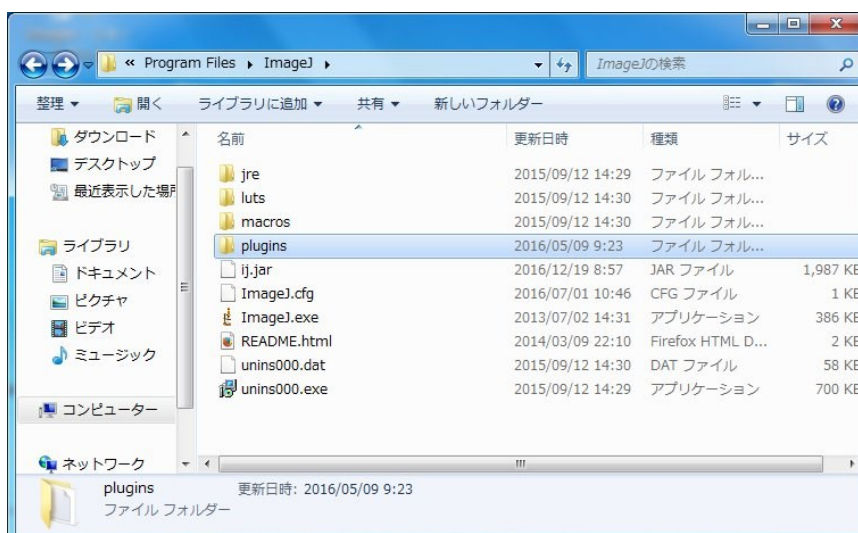 « Program Files ▸ ImageJ ▸ ImageJの検索
整理 ▼ 開く ライブラリに追加 ▼ 共有 ▼ 新しいフォルダー
ダウンロード
デスクトップ
最近表示した場所
ライブラリ
ドキュメント
ピクチャ
ビデオ
ミュージック
コンピューター
ネットワーク
名前 更新日時 種類 サイズ
jre 2015/09/12 14:29 ファイル フォル...
luts 2015/09/12 14:30 ファイル フォル...
macros 2015/09/12 14:30 ファイル フォル...
plugins 2016/05/09 9:23 ファイル フォル...
ij.jar 2016/12/19 8:57 JAR ファイル 1,987 KB
ImageJ.cfg 2016/07/01 10:46 CFG ファイル 1 KB
ImageJ.exe 2013/07/02 14:31 アプリケーション 386 KB
README.html 2014/03/09 22:10 Firefox HTML D... 2 KB
unins000.dat 2015/09/12 14:30 DAT ファイル 58 KB
unins000.exe 2015/09/12 14:29 アプリケーション 700 KB
plugins 更新日時: 2016/05/09 9:23
ファイル フォルダー